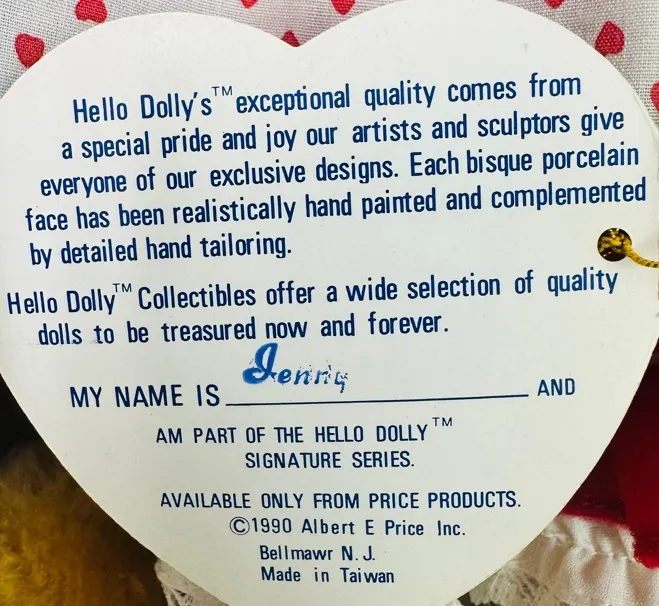 Hello Dolly's™ exceptional quality comes from
a special pride and joy our artists and sculptors give
everyone of our exclusive designs. Each bisque porcelain
face has been realistically hand painted and complemented
by detailed hand tailoring.
Hello Dolly™ Collectibles offer a wide selection of quality
dolls to be treasured now and forever.
MY NAME IS Jenny AND
AM PART OF THE HELLO DOLLY™
SIGNATURE SERIES.
AVAILABLE ONLY FROM PRICE PRODUCTS.
©1990 Albert E Price Inc.
Bellmawr N.J.
Made in Taiwan